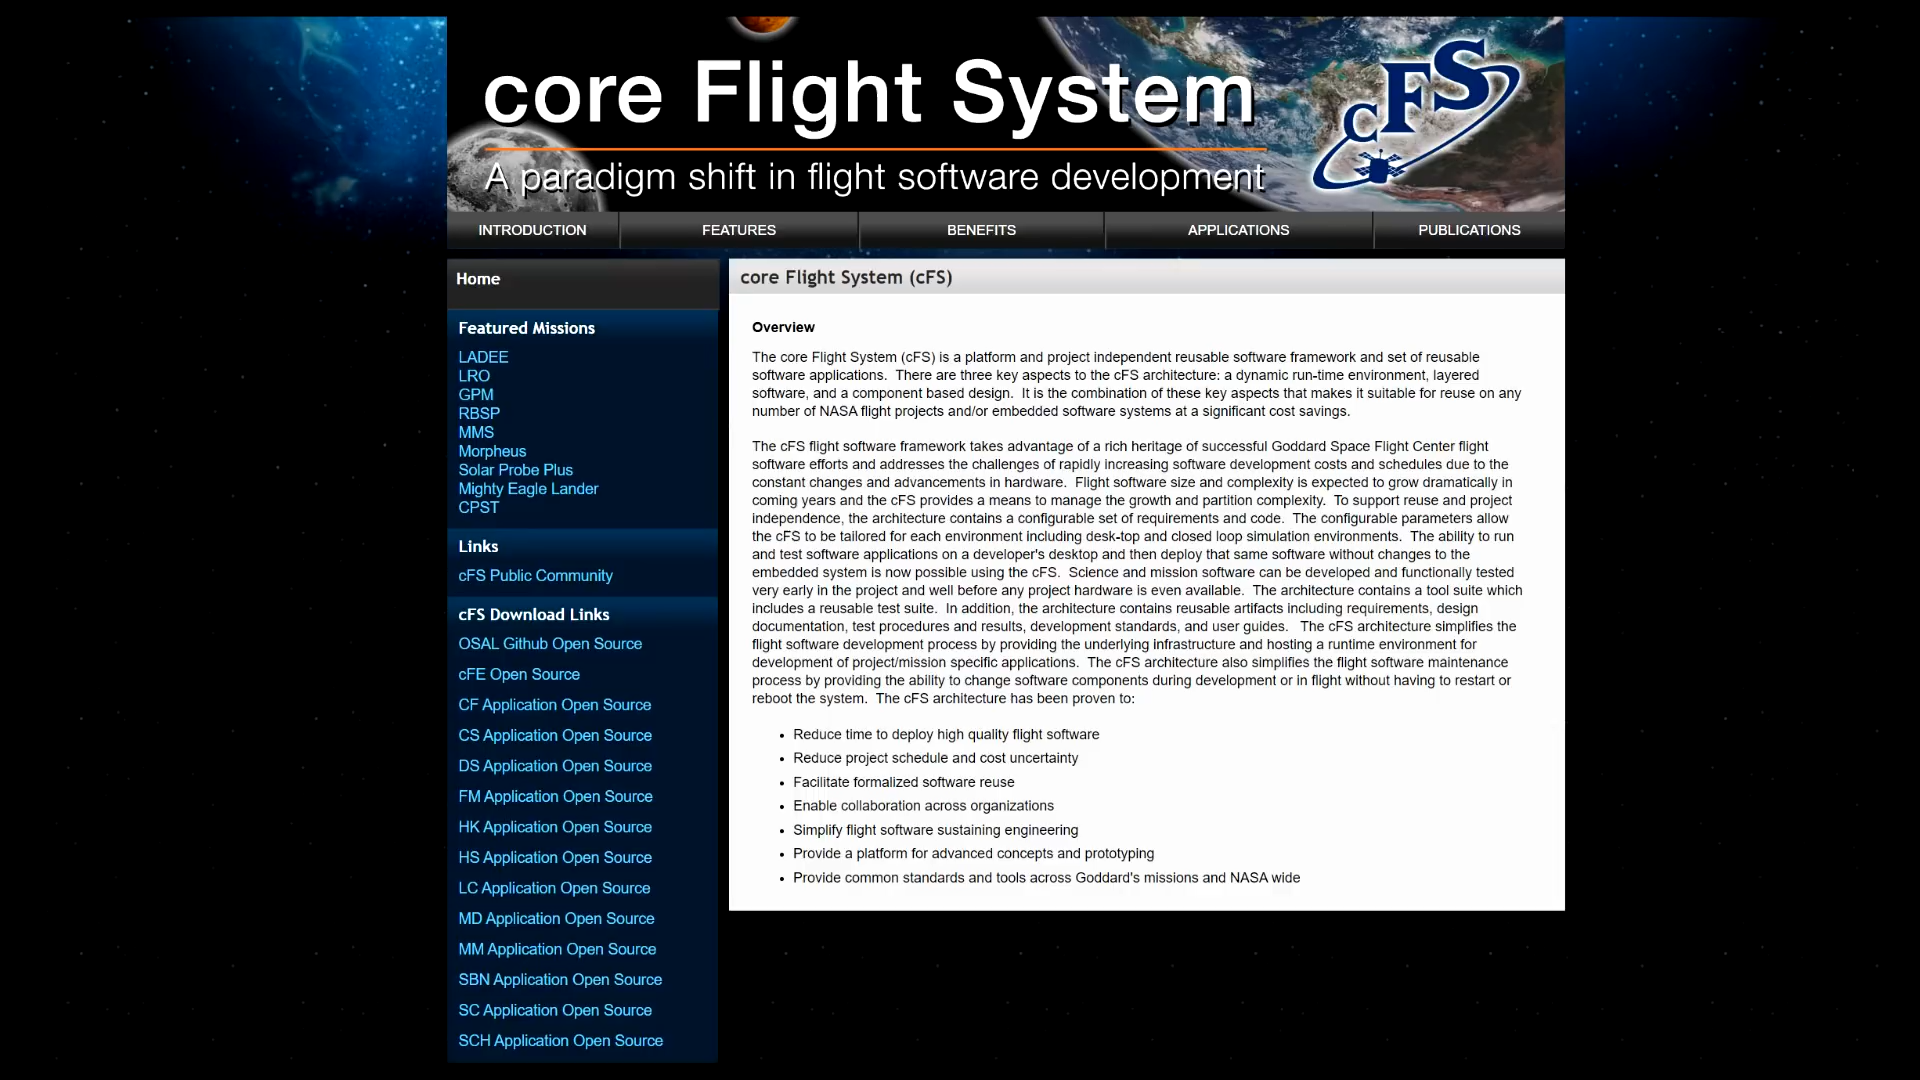 core Flight System
A paradigm shift in flight software development
cFS
INTRODUCTION
FEATURES
BENEFITS
APPLICATIONS
PUBLICATIONS
Home
Featured Missions
LADEE
LRO
GPM
RBSP
MMS
Morpheus
Solar Probe Plus
Mighty Eagle Lander
CPST
Links
cFS Public Community
cFS Download Links
OSAL Github Open Source
cFE Open Source
CF Application Open Source
CS Application Open Source
DS Application Open Source
FM Application Open Source
HK Application Open Source
HS Application Open Source
LC Application Open Source
MD Application Open Source
MM Application Open Source
SBN Application Open Source
SC Application Open Source
SCH Application Open Source
core Flight System (cFS)
Overview
The core Flight System (cFS) is a platform and project independent reusable software framework and set of reusable
software applications.  There are three key aspects to the cFS architecture: a dynamic run-time environment, layered
software, and a component based design.  It is the combination of these key aspects that makes it suitable for reuse on any
number of NASA flight projects and/or embedded software systems at a significant cost savings.
The cFS flight software framework takes advantage of a rich heritage of successful Goddard Space Flight Center flight
software efforts and addresses the challenges of rapidly increasing software development costs and schedules due to the
constant changes and advancements in hardware.  Flight software size and complexity is expected to grow dramatically in
coming years and the cFS provides a means to manage the growth and partition complexity.  To support reuse and project
independence, the architecture contains a configurable set of requirements and code.  The configurable parameters allow
the cFS to be tailored for each environment including desk-top and closed loop simulation environments.  The ability to run
and test software applications on a developer's desktop and then deploy that same software without changes to the
embedded system is now possible using the cFS.  Science and mission software can be developed and functionally tested
very early in the project and well before any project hardware is even available.  The architecture contains a tool suite which
includes a reusable test suite.  In addition, the architecture contains reusable artifacts including requirements, design
documentation, test procedures and results, development standards, and user guides.   The cFS architecture simplifies the
flight software development process by providing the underlying infrastructure and hosting a runtime environment for
development of project/mission specific applications.  The cFS architecture also simplifies the flight software maintenance
process by providing the ability to change software components during development or in flight without having to restart or
reboot the system.  The cFS architecture has been proven to:
• Reduce time to deploy high quality flight software
• Reduce project schedule and cost uncertainty
• Facilitate formalized software reuse
• Enable collaboration across organizations
• Simplify flight software sustaining engineering
• Provide a platform for advanced concepts and prototyping
• Provide common standards and tools across Goddard's missions and NASA wide